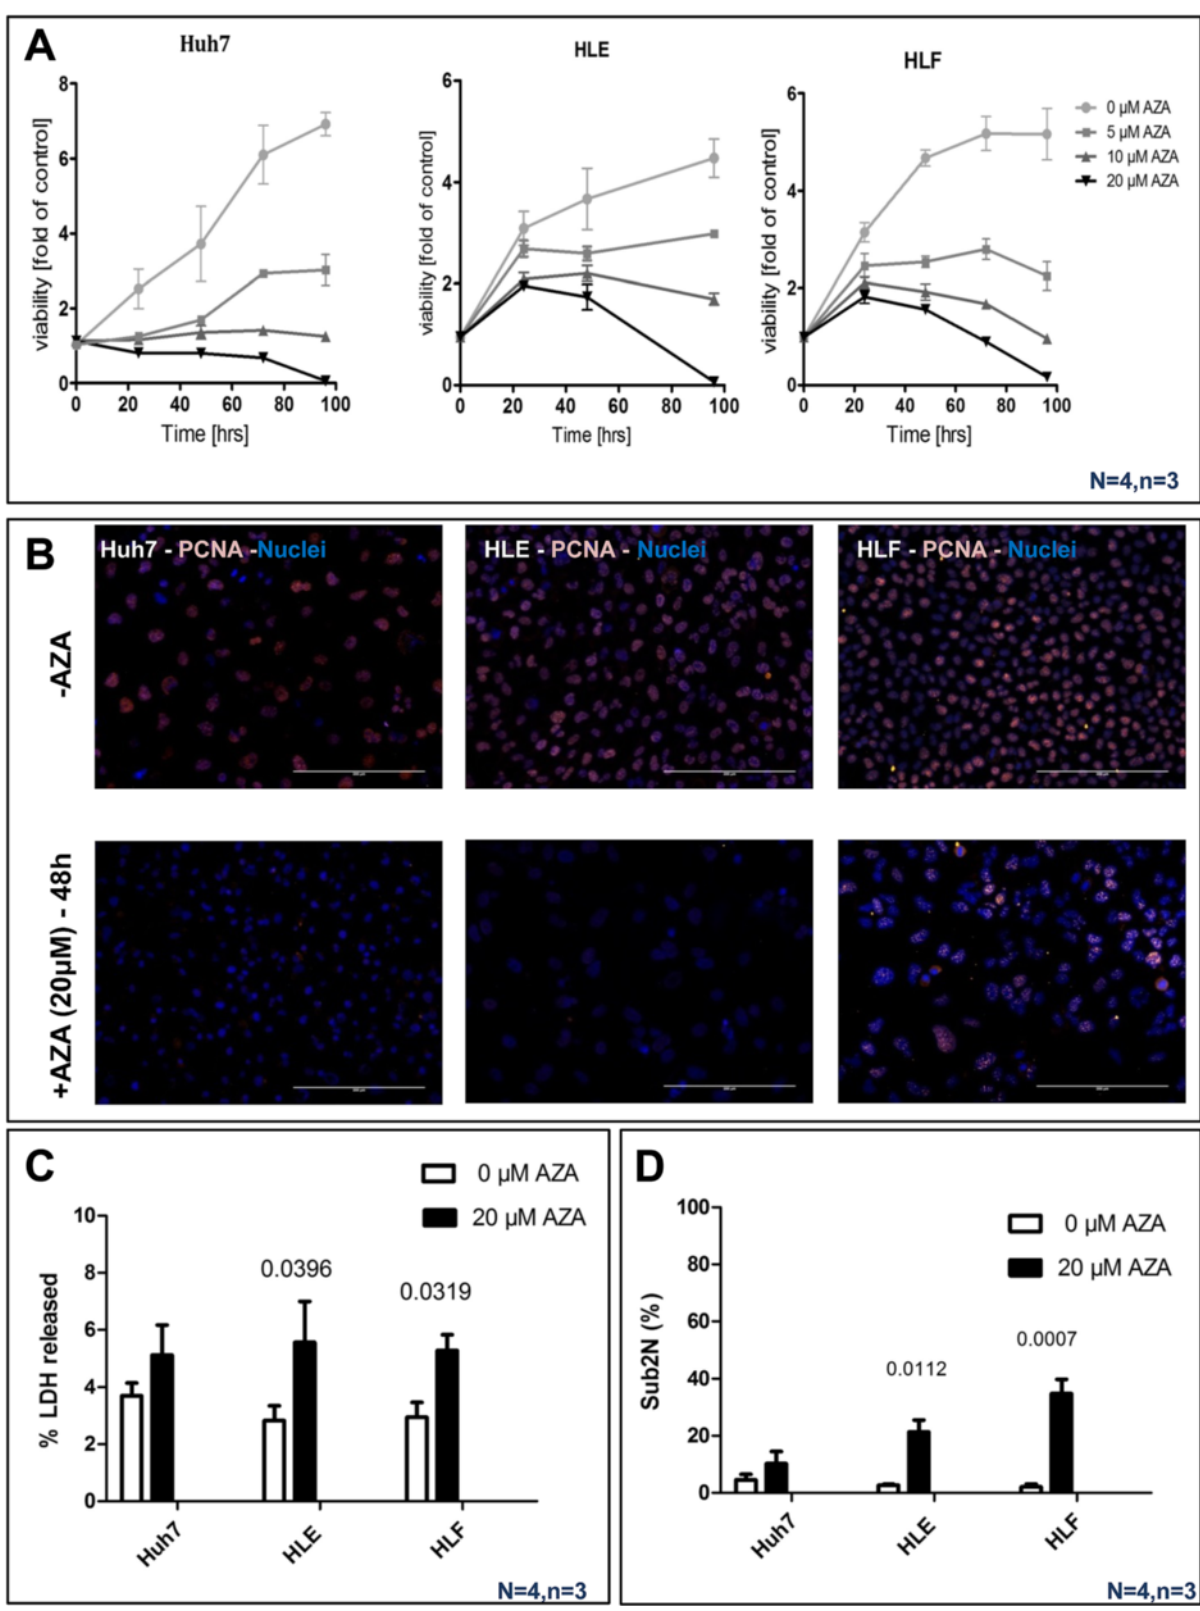 A
Huh7
viability [fold of control]
8
6
4
2
0
0 20 40 60 80 100
Time [hrs]
HLE
viability [fold of control]
6
4
2
0
0 20 40 60 80 100
Time [hrs]
HLF
viability [fold of control]
6
4
2
0
0 20 40 60 80 100
Time [hrs]
0 µM AZA
5 µM AZA
10 µM AZA
20 µM AZA
N=4,n=3
B
Huh7 - PCNA -Nuclei
HLE - PCNA - Nuclei
HLF - PCNA - Nuclei
-AZA
+AZA (20µM) - 48h
C
0 µM AZA
20 µM AZA
% LDH released
10
8
6
4
2
0
0.0396
0.0319
Huh7
HLE
HLF
N=4,n=3
D
0 µM AZA
20 µM AZA
Sub2N (%)
100
80
60
40
20
0
0.0112
0.0007
Huh7
HLE
HLF
N=4,n=3